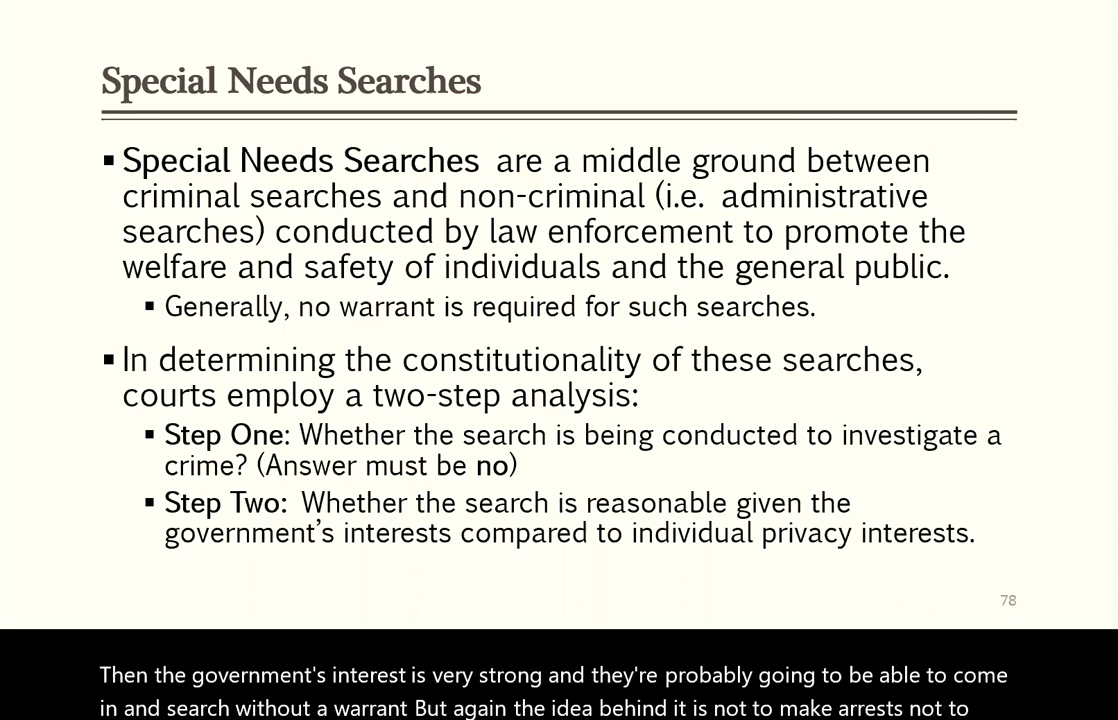 Special Needs Searches
▪ Special Needs Searches are a middle ground between
criminal searches and non-criminal (i.e. administrative
searches) conducted by law enforcement to promote the
welfare and safety of individuals and the general public.
▪ Generally, no warrant is required for such searches.
▪ In determining the constitutionality of these searches,
courts employ a two-step analysis:
▪ Step One: Whether the search is being conducted to investigate a
crime? (Answer must be no)
▪ Step Two: Whether the search is reasonable given the
government's interests compared to individual privacy interests.
78
Then the government's interest is very strong and they're probably going to be able to come
in and search without a warrant But again the idea behind it is not to make arrests not to